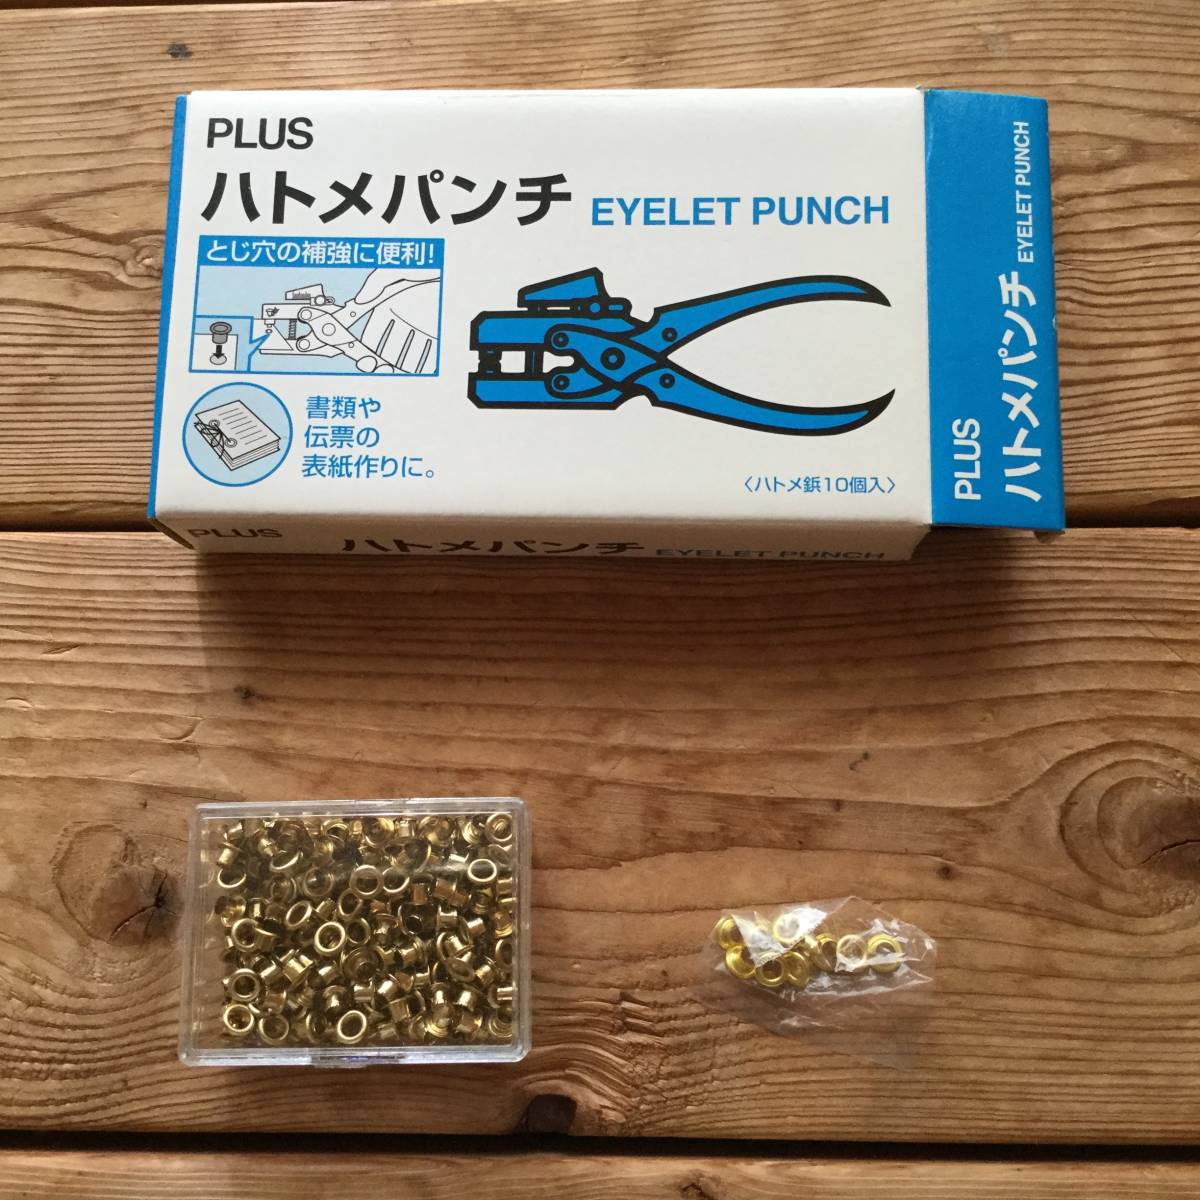 PLUS
ハトメパンチ EYELET PUNCH
とじ穴の補強に便利!
書類や
伝票の
表紙作りに。
〈ハトメ鋲10個入〉
PLUS ハトメパンチ EYELET PUNCH
PLUS
ハトメパンチ EYELET PUNCH